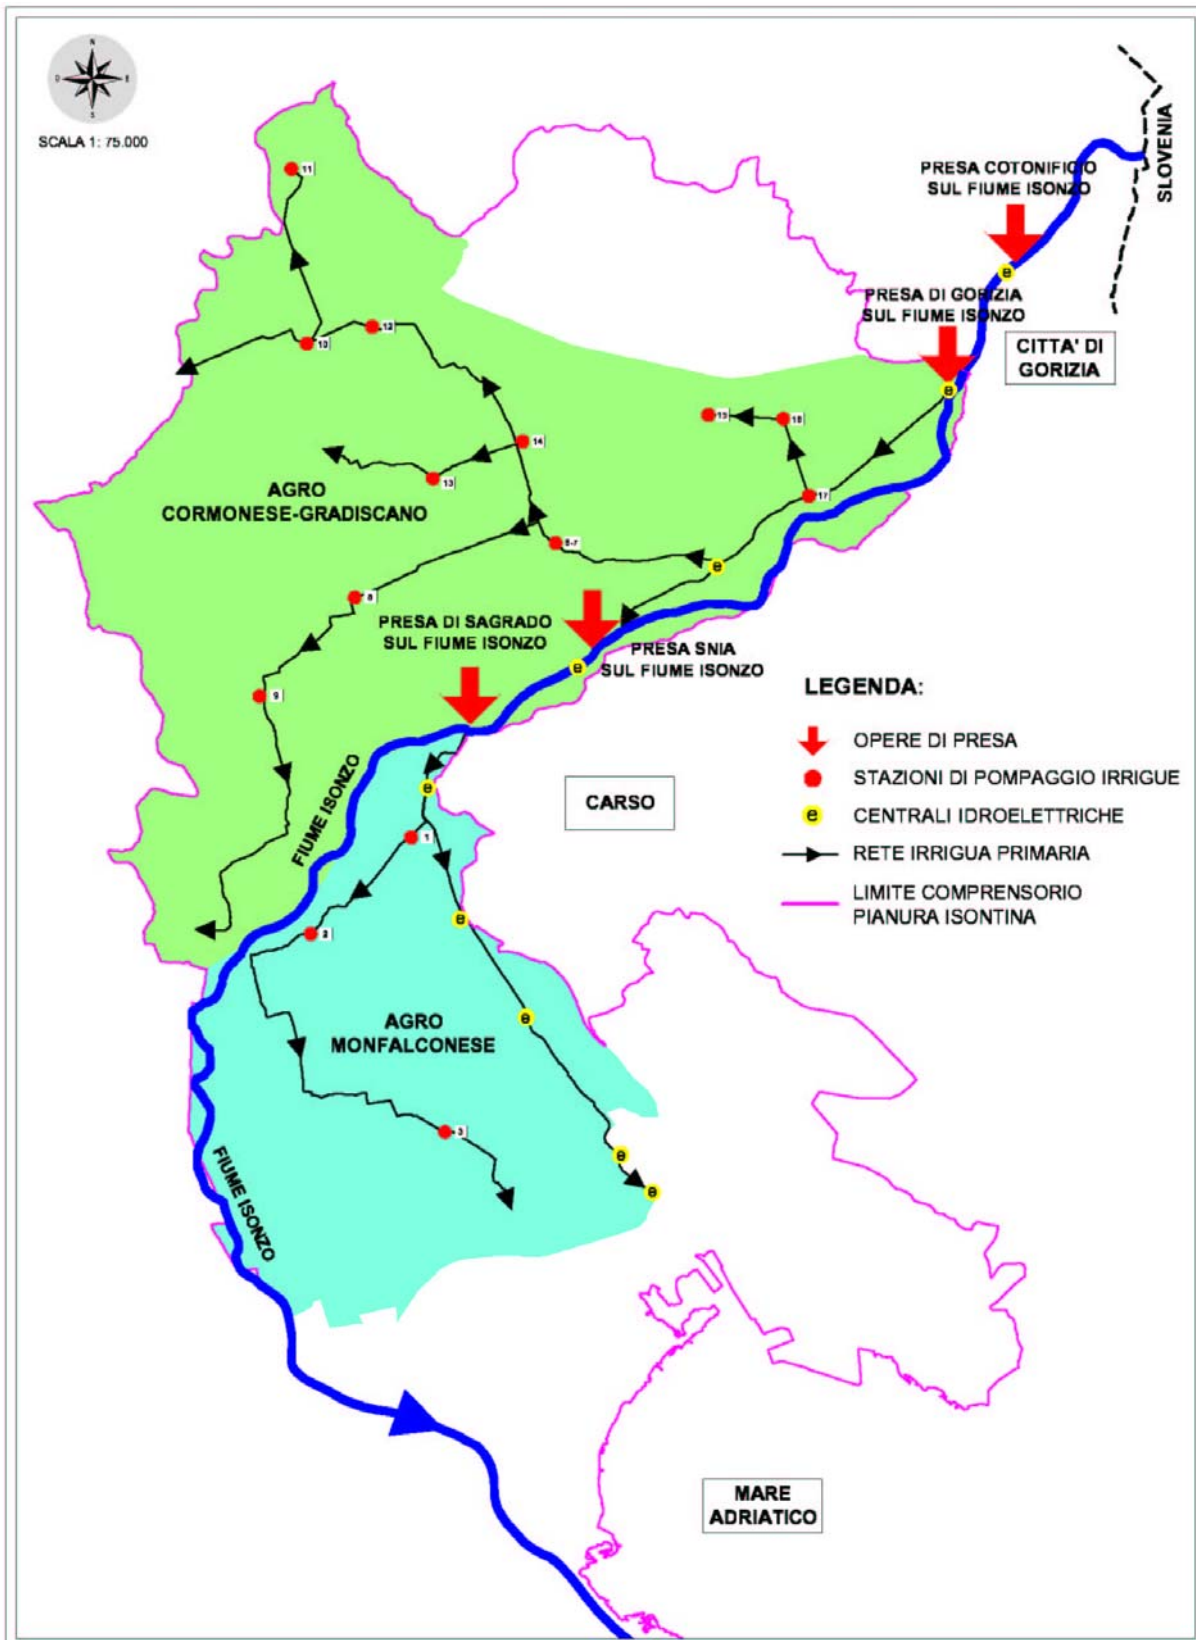 N
S
SCALA 1: 75.000
SLOVENIA
PRESA COTONIFICIO
SUL FIUME ISONZO
PRESA DI GORIZIA
SUL FIUME ISONZO
CITTA' DI
GORIZIA
11
12
10
18
14
13
17
AGRO
CORMONESE-GRADISCANO
8
PRESA DI SAGRADO
SUL FIUME ISONZO
PRESA SNIA
SUL FIUME ISONZO
9
LEGENDA:
OPERE DI PRESA
STAZIONI DI POMPAGGIO IRRIGUE
e CENTRALI IDROELETTRICHE
RETE IRRIGUA PRIMARIA
LIMITE COMPRENSORIO
PIANURA ISONTINA
CARSO
FIUME ISONZO
1
2
AGRO
MONFALCONESE
3
FIUME ISONZO
MARE
ADRIATICO